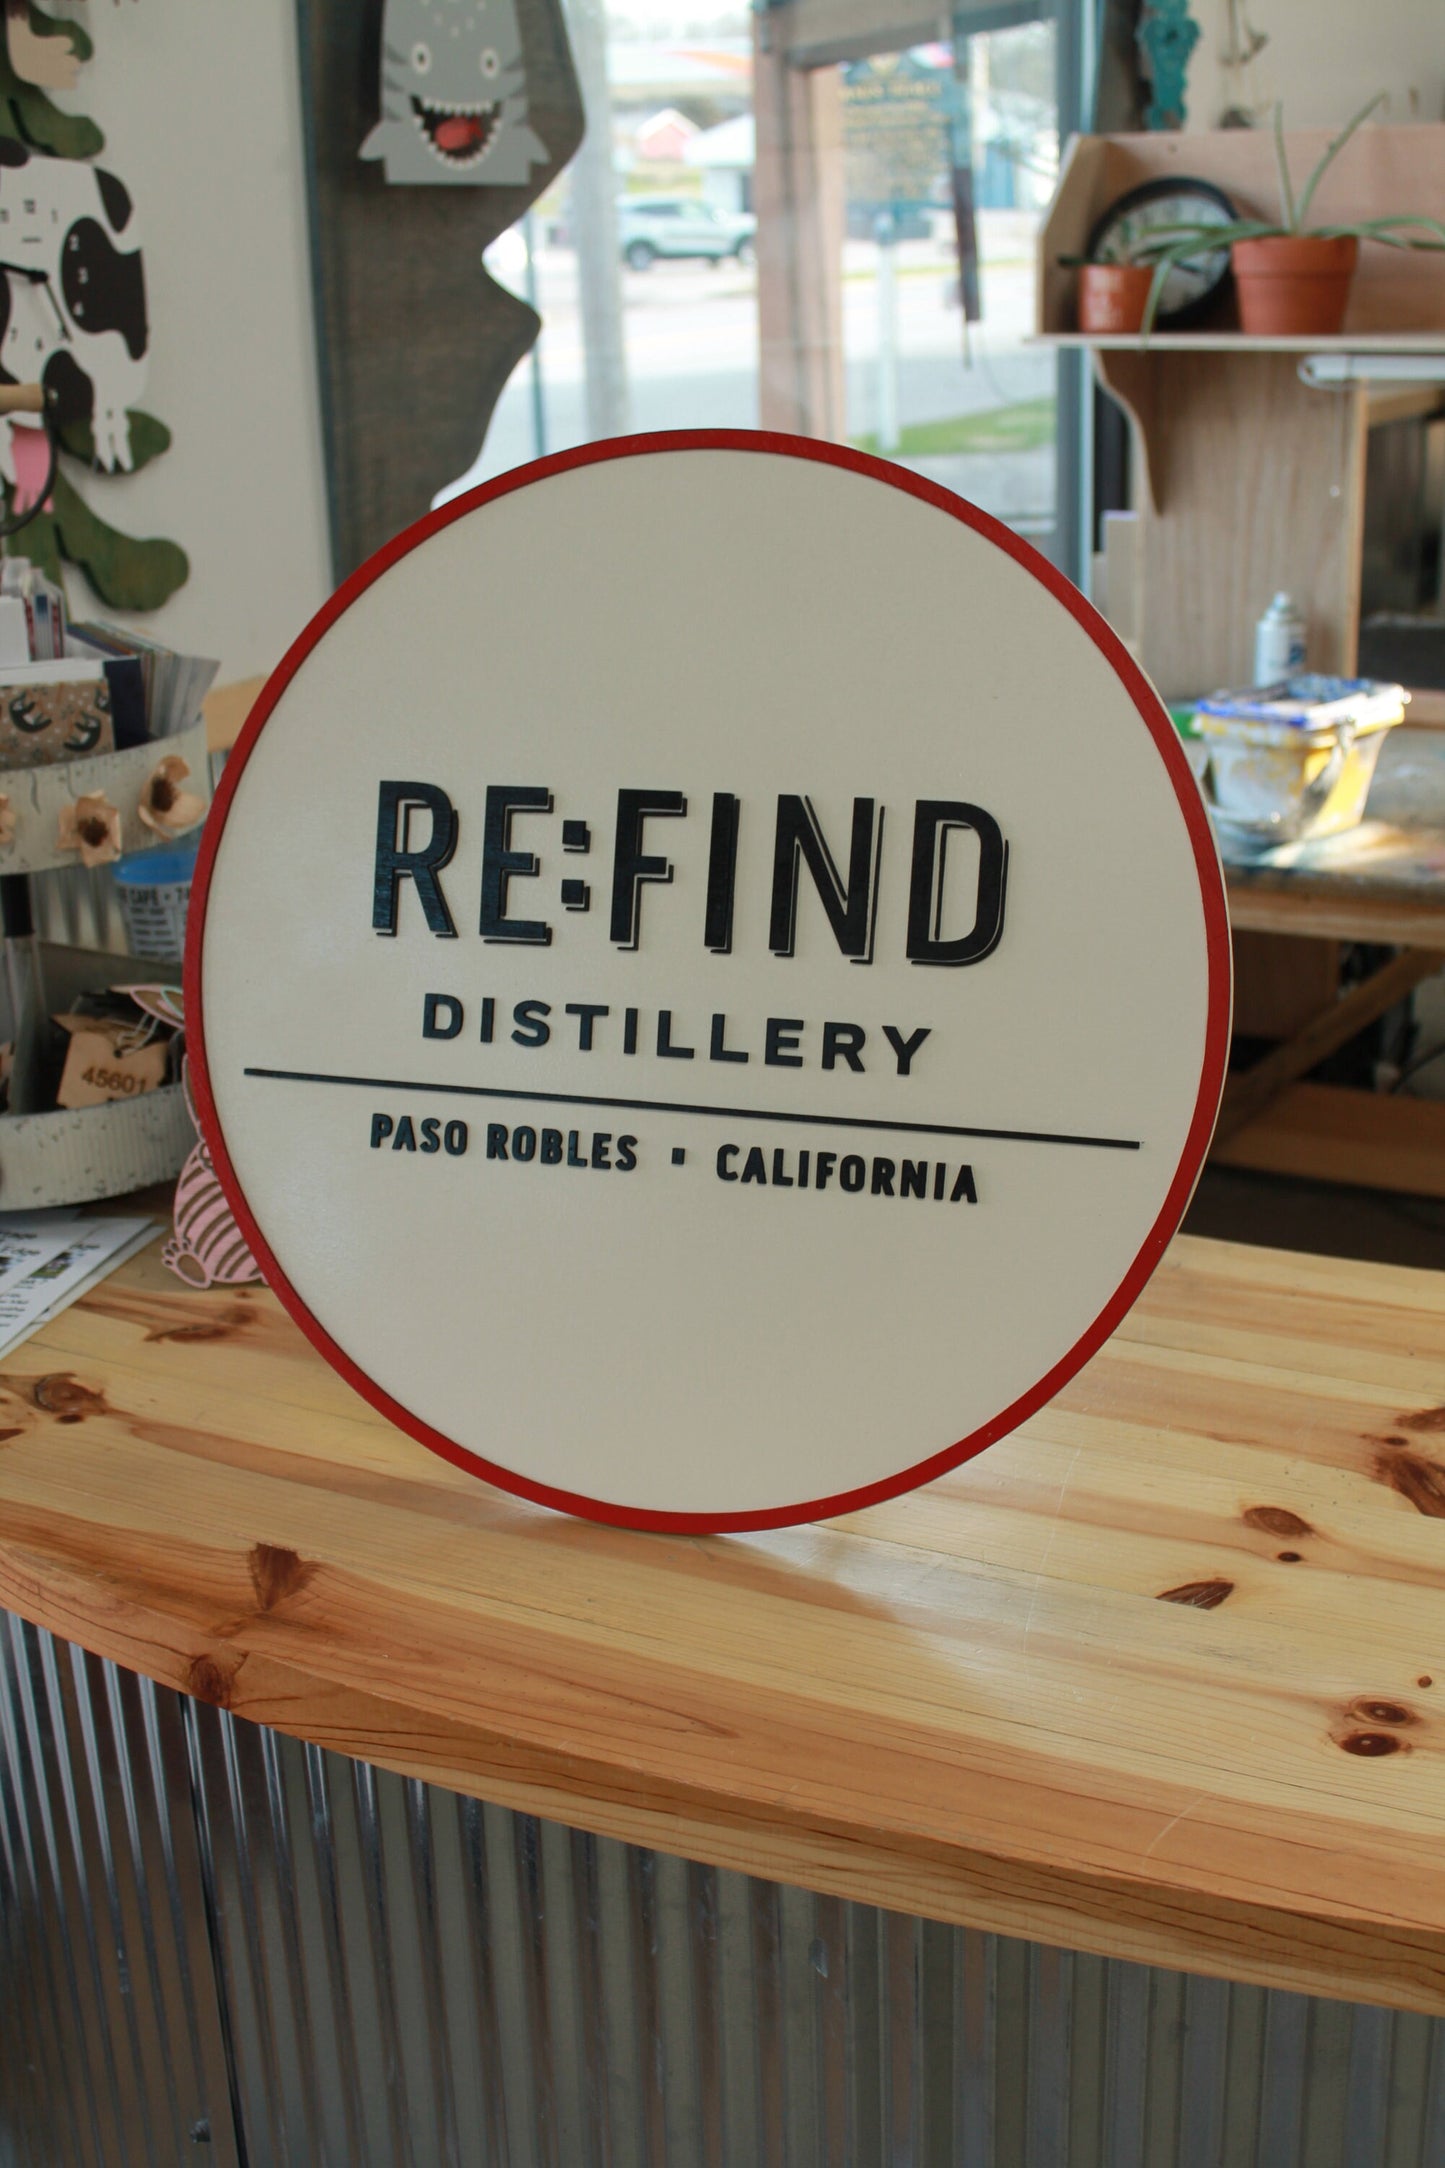 RE:FIND
DISTILLERY
PASO ROBLES ▪ CALIFORNIA
45601